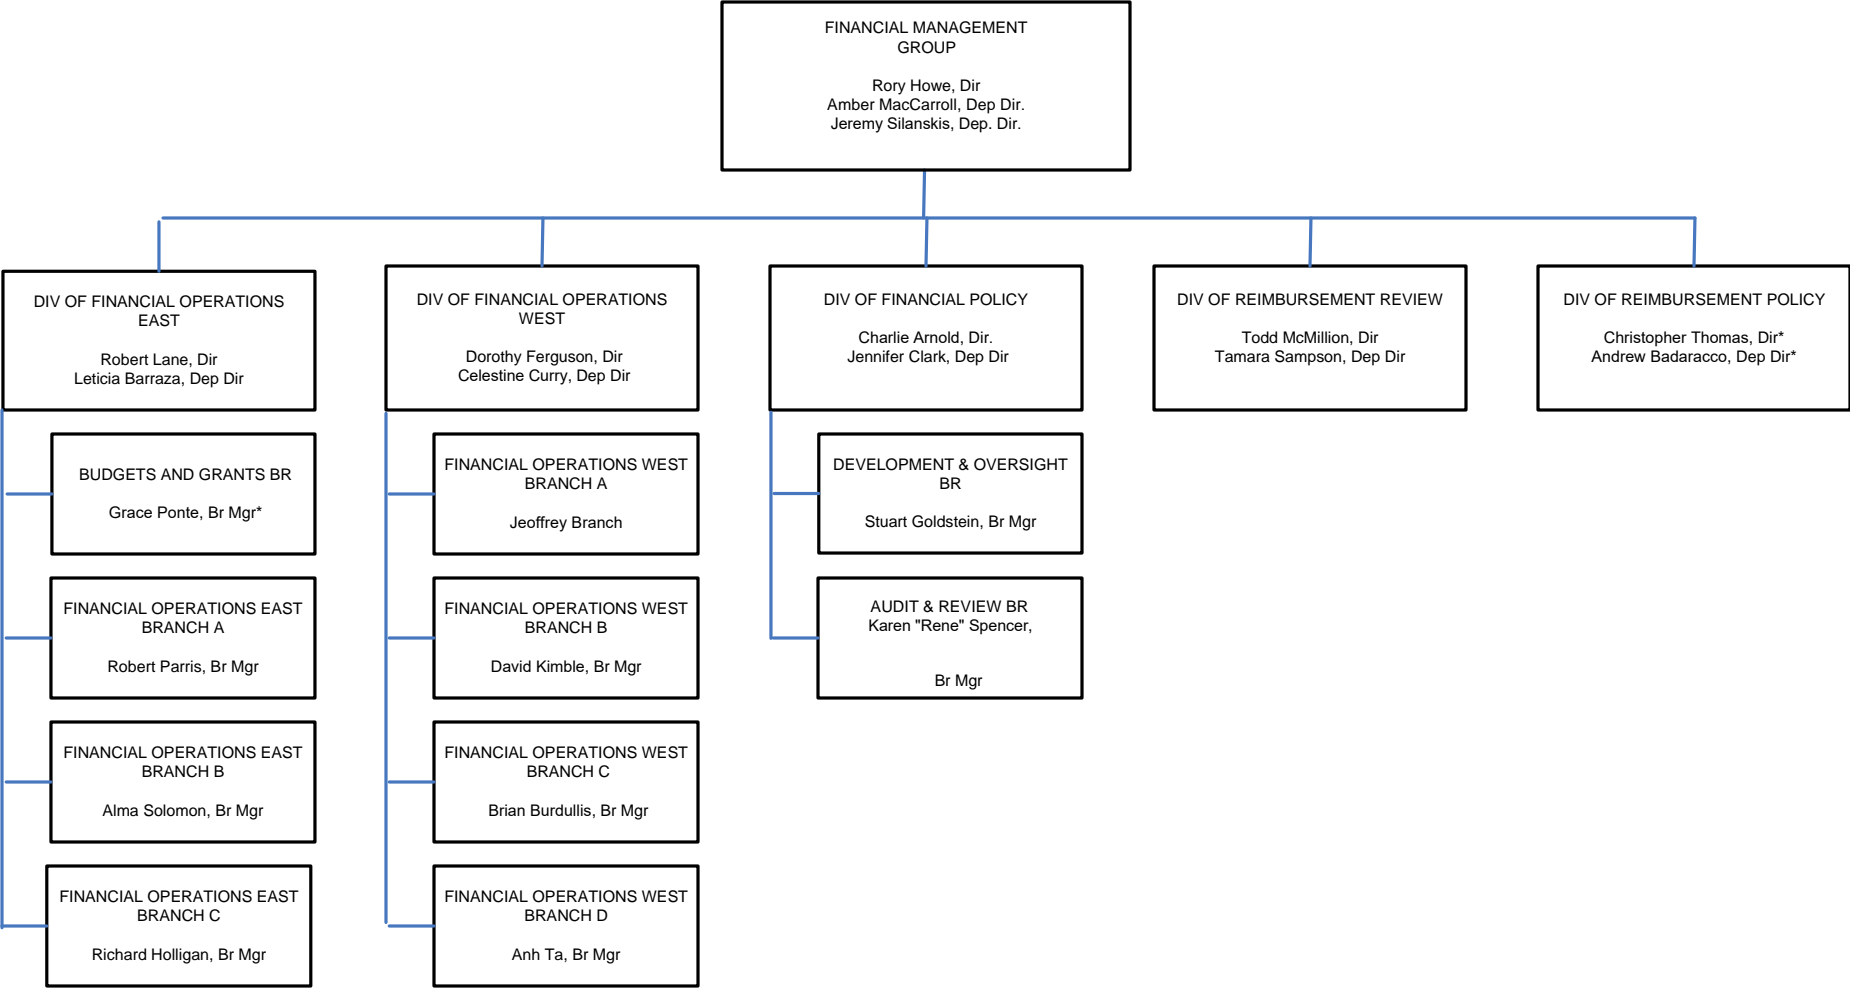 FINANCIAL MANAGEMENT
GROUP
Rory Howe, Dir
Amber MacCarroll, Dep Dir.
Jeremy Silanskis, Dep. Dir.
DIV OF FINANCIAL OPERATIONS
EAST
Robert Lane, Dir
Leticia Barraza, Dep Dir
BUDGETS AND GRANTS BR
Grace Ponte, Br Mgr*
FINANCIAL OPERATIONS EAST
BRANCH A
Robert Parris, Br Mgr
FINANCIAL OPERATIONS EAST
BRANCH B
Alma Solomon, Br Mgr
FINANCIAL OPERATIONS EAST
BRANCH C
Richard Holligan, Br Mgr
DIV OF FINANCIAL OPERATIONS
WEST
Dorothy Ferguson, Dir
Celestine Curry, Dep Dir
FINANCIAL OPERATIONS WEST
BRANCH A
Jeoffrey Branch
FINANCIAL OPERATIONS WEST
BRANCH B
David Kimble, Br Mgr
FINANCIAL OPERATIONS WEST
BRANCH C
Brian Burdullis, Br Mgr
FINANCIAL OPERATIONS WEST
BRANCH D
Anh Ta, Br Mgr
DIV OF FINANCIAL POLICY
Charlie Arnold, Dir.
Jennifer Clark, Dep Dir
DEVELOPMENT & OVERSIGHT
BR
Stuart Goldstein, Br Mgr
AUDIT & REVIEW BR
Karen "Rene" Spencer,
Br Mgr
DIV OF REIMBURSEMENT REVIEW
Todd McMillion, Dir
Tamara Sampson, Dep Dir
DIV OF REIMBURSEMENT POLICY
Christopher Thomas, Dir*
Andrew Badaracco, Dep Dir*